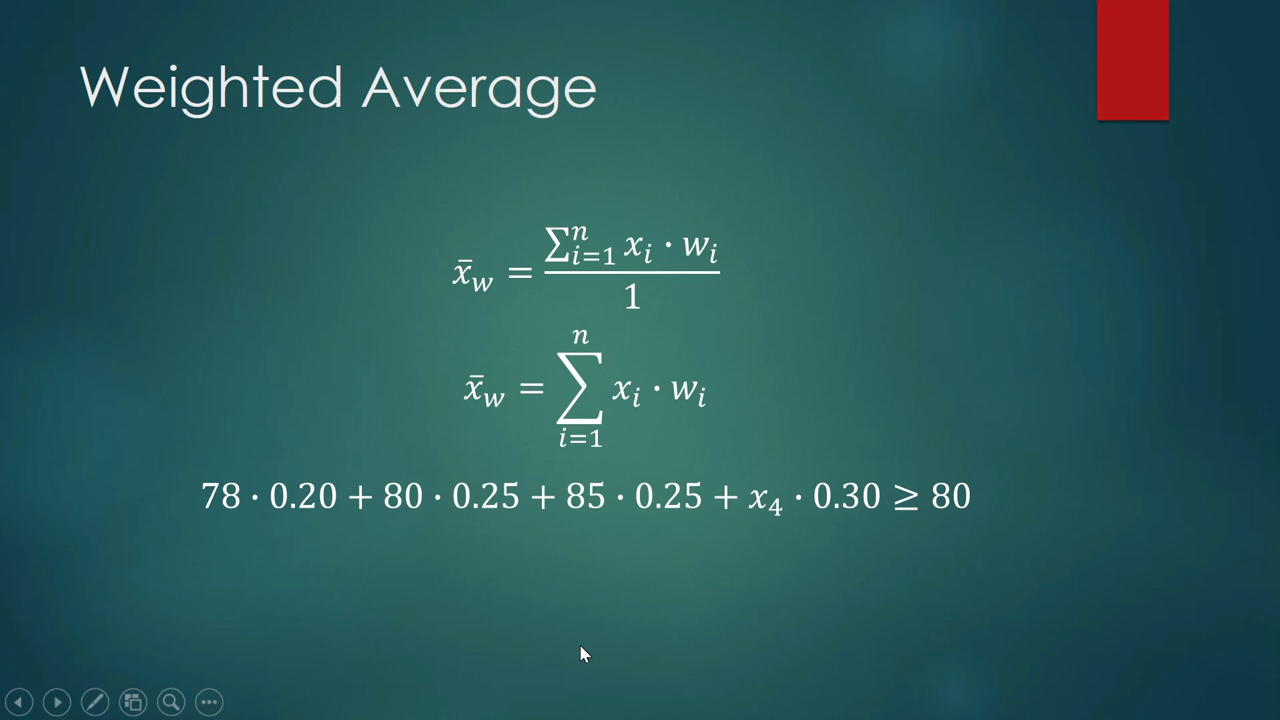 Weighted Average
x̄_w = (∑_{i=1}^{n} x_i · w_i) / 1
x̄_w = ∑_{i=1}^{n} x_i · w_i
78 · 0.20 + 80 · 0.25 + 85 · 0.25 + x₄ · 0.30 ≥ 80